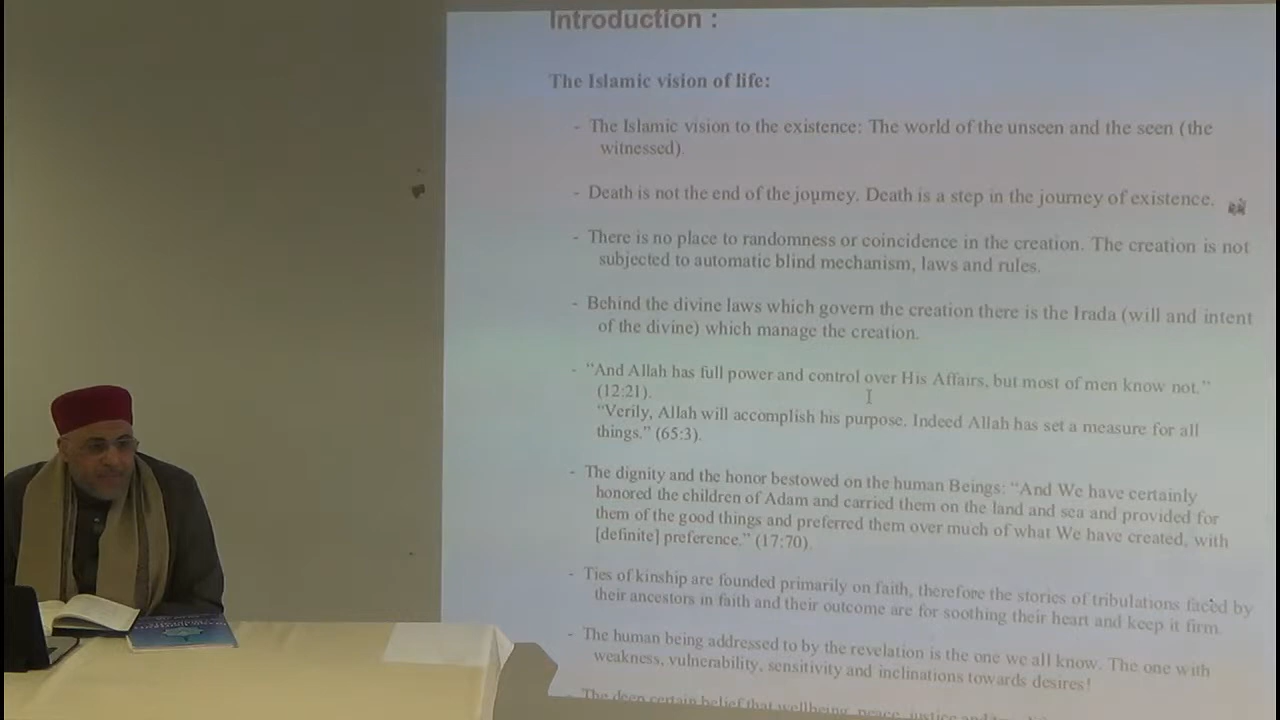 Introduction :
The Islamic vision of life:
- The Islamic vision to the existence: The world of the unseen and the seen (the
witnessed).
- Death is not the end of the journey. Death is a step in the journey of existence.
- There is no place to randomness or coincidence in the creation. The creation is not
subjected to automatic blind mechanism, laws and rules.
- Behind the divine laws which govern the creation there is the Irada (will and intent
of the divine) which manage the creation.
- "And Allah has full power and control over His Affairs, but most of men know not."
(12:21).
"Verily, Allah will accomplish his purpose. Indeed Allah has set a measure for all
things." (65:3).
- The dignity and the honor bestowed on the human Beings: "And We have certainly
honored the children of Adam and carried them on the land and sea and provided for
them of the good things and preferred them over much of what We have created, with
[definite] preference." (17:70).
- Ties of kinship are founded primarily on faith, therefore the stories of tribulations faced by
their ancestors in faith and their outcome are for soothing their heart and keep it firm.
- The human being addressed to by the revelation is the one we all know. The one with
weakness, vulnerability, sensitivity and inclinations towards desires!
- The deep certain belief that wellbeing, peace, justice and